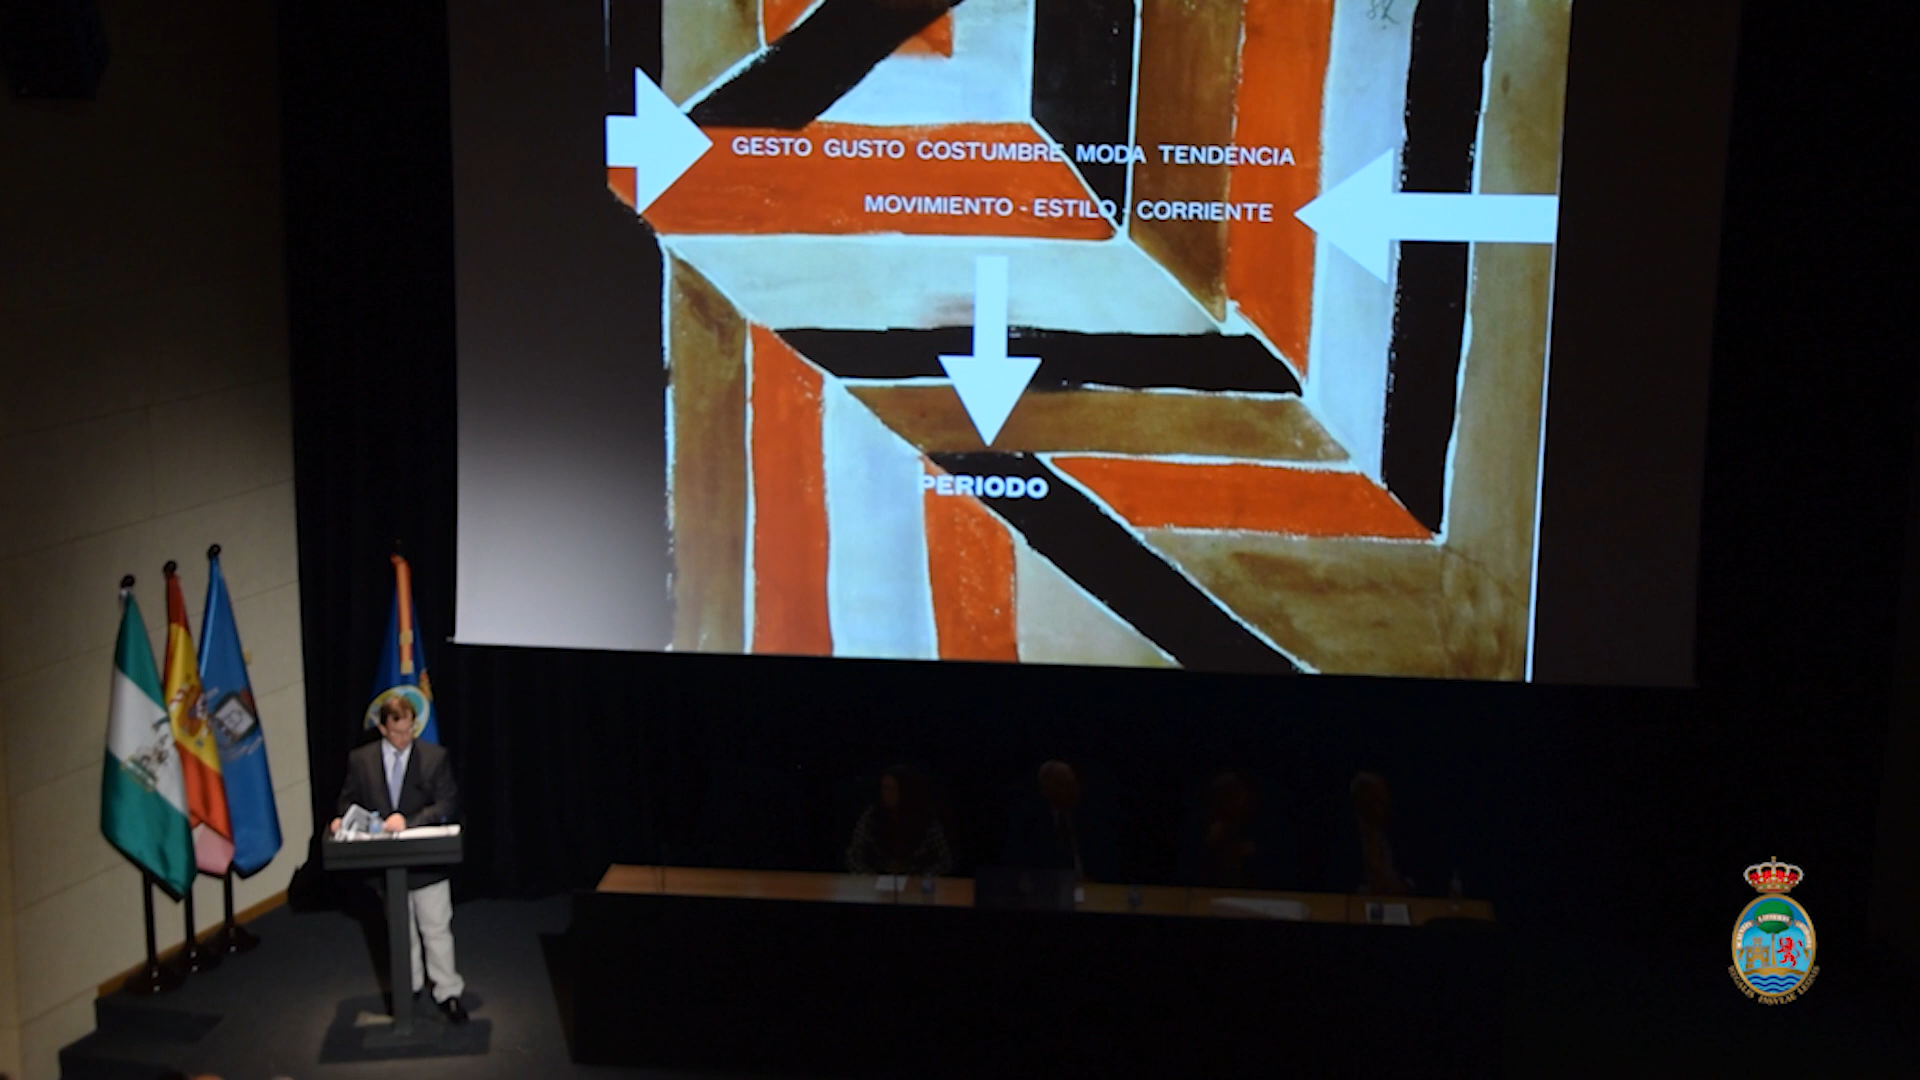 GESTO GUSTO COSTUMBRE MODA TENDENCIA
MOVIMIENTO - ESTILO - CORRIENTE
PERIODO